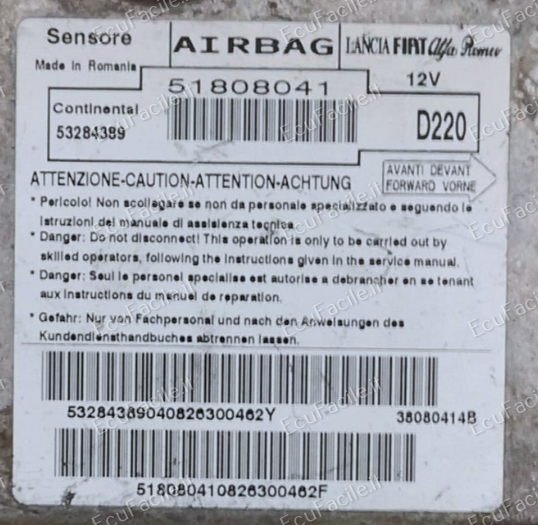 Sensore
AIRBAG
LANCIA FIAT Alfa Romeo
Made in Romania
51808041
12V
Continental
53284389
D220
ATTENZIONE-CAUTION-ATTENTION-ACHTUNG
AVANTI DEVANT
FORWARD VORNE
* Pericolo! Non scollegare se non da personale specializzato e seguendo le
istruzioni del manuale di assistenza tecnica.
* Danger: Do not disconnect! This operation is only to be carried out by
skilled operators, following the instructions given in the service manual.
* Danger: Seul le personel specialise est autorise a debrancher en se tenant
aux instructions du manuel de reparation.
* Gefahr: Nur von Fachpersonal und nach den Anweisungen des
Kundendiensthandbuches abtrennen lassen.
53284389040826300462Y
38080414B
518080410826300462F
EcuFacile.it